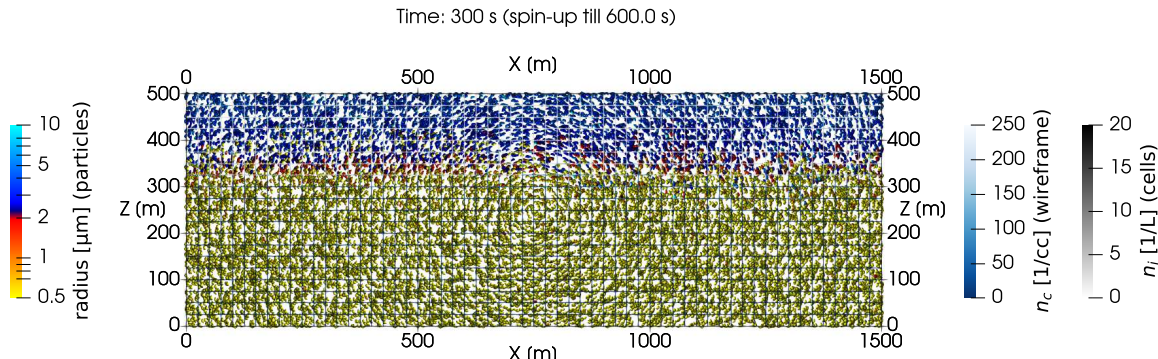 Time: 300 s (spin-up till 600.0 s)
X (m)
0 500 1000 1500
500 500
400 400
300 300
Z (m) Z (m)
200 200
100 100
0 0
0 500 1000 1500
X (m)
10
5
2
1
0.5
radius [µm] (particles)
250
200
150
100
50
0
n_c [1/cc] (wireframe)
20
15
10
5
0
n_i [1/L] (cells)